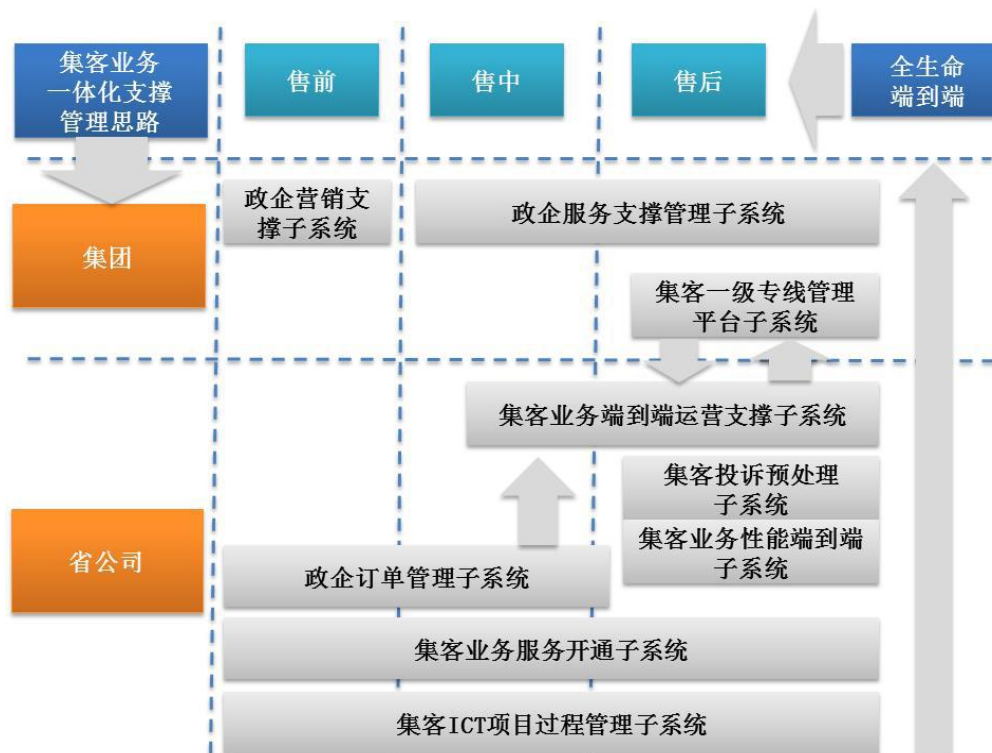 集客业务
一体化支撑
管理思路
售前
售中
售后
全生命
端到端
集团
政企营销支
撑子系统
政企服务支撑管理子系统
集客一级专线管理
平台子系统
集客业务端到端运营支撑子系统
集客投诉预处理
子系统
集客业务性能端到端
子系统
省公司
政企订单管理子系统
集客业务服务开通子系统
集客ICT项目过程管理子系统